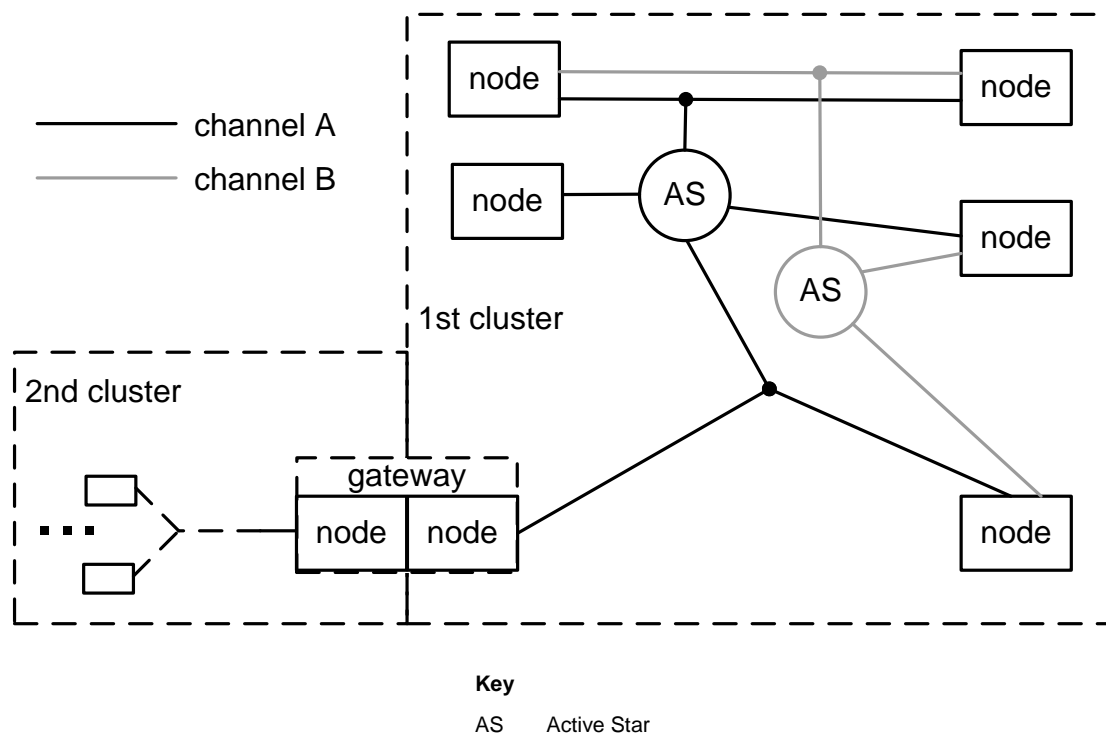 node
node
channel A
channel B
node
AS
node
AS
1st cluster
2nd cluster
gateway
node
node
node
Key
AS Active Star